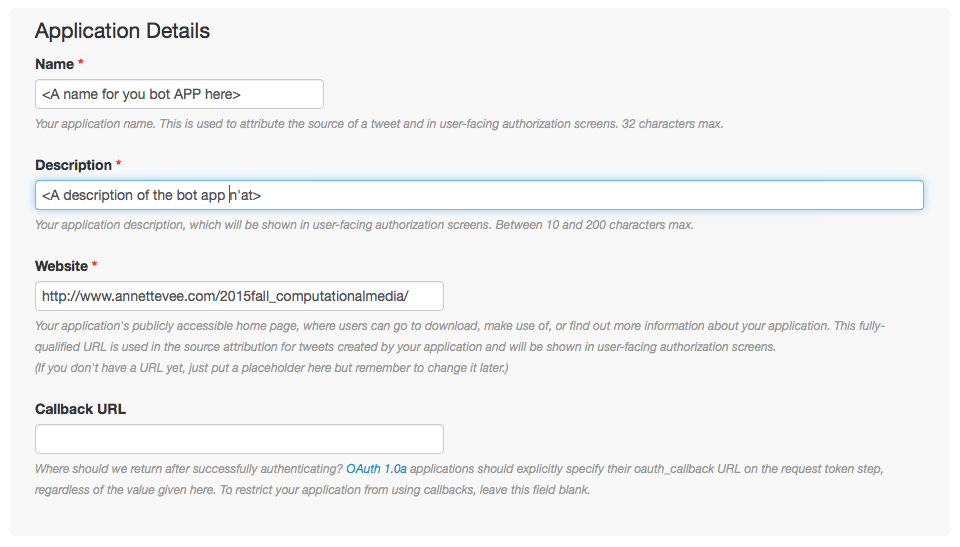 Application Details
Name *
<A name for you bot APP here>
Your application name. This is used to attribute the source of a tweet and in user-facing authorization screens. 32 characters max.
Description *
<A description of the bot app n'at>
Your application description, which will be shown in user-facing authorization screens. Between 10 and 200 characters max.
Website *
http://www.annettevee.com/2015fall_computationalmedia/
Your application's publicly accessible home page, where users can go to download, make use of, or find out more information about your application. This fully-
qualified URL is used in the source attribution for tweets created by your application and will be shown in user-facing authorization screens.
(If you don't have a URL yet, just put a placeholder here but remember to change it later.)
Callback URL
Where should we return after successfully authenticating? OAuth 1.0a applications should explicitly specify their oauth_callback URL on the request token step,
regardless of the value given here. To restrict your application from using callbacks, leave this field blank.